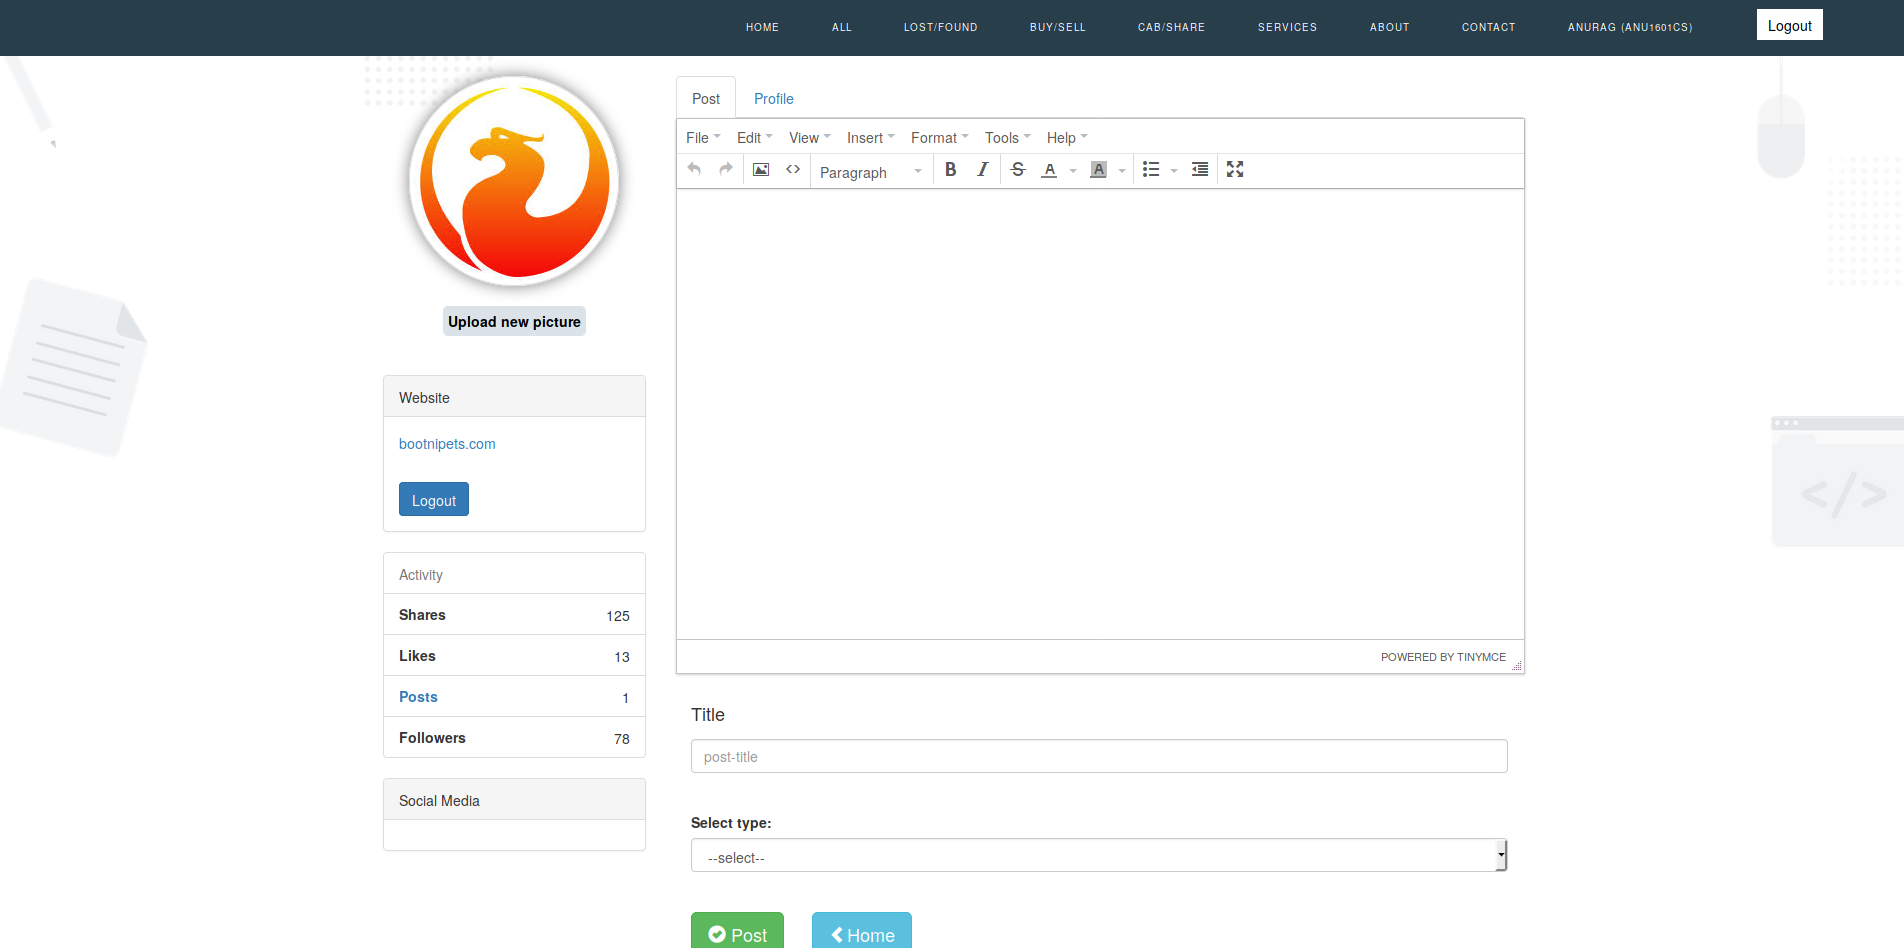 HOME ALL LOST/FOUND BUY/SELL CAB/SHARE SERVICES ABOUT CONTACT ANURAG (ANU1601CS) Logout
Upload new picture
Website
bootnipets.com
Logout
Activity
Shares 125
Likes 13
Posts 1
Followers 78
Social Media
Post Profile
File Edit View Insert Format Tools Help
Paragraph B I S A A
POWERED BY TINYMCE
Title
post-title
Select type:
--select--
Post Home